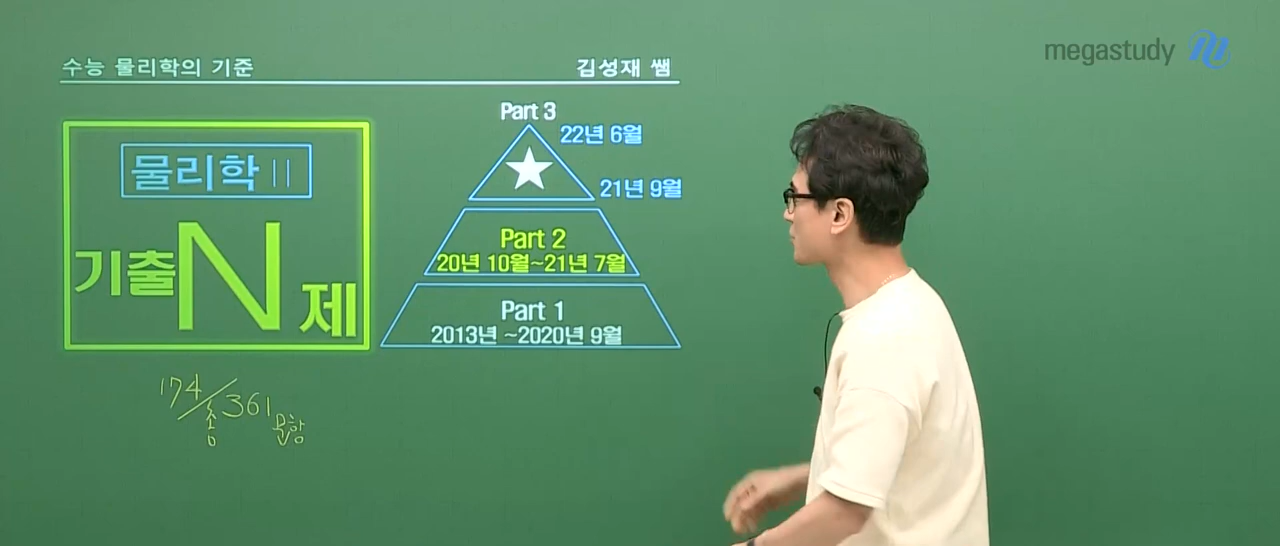 megastudy
수능 물리학의 기준
김성재 쌤
물리학 II
기출 N 제
Part 3
22년 6월
21년 9월
Part 2
20년 10월~21년 7월
Part 1
2013년 ~2020년 9월
174/총 361 문항